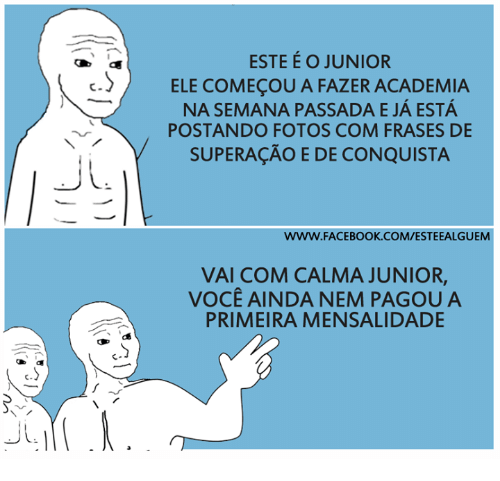 ESTE É O JUNIOR
ELE COMEÇOU A FAZER ACADEMIA
NA SEMANA PASSADA E JÁ ESTÁ
POSTANDO FOTOS COM FRASES DE
SUPERAÇÃO E DE CONQUISTA
WWW.FACEBOOK.COM/ESTEEALGUEM
VAI COM CALMA JUNIOR,
VOCÊ AINDA NEM PAGOU A
PRIMEIRA MENSALIDADE